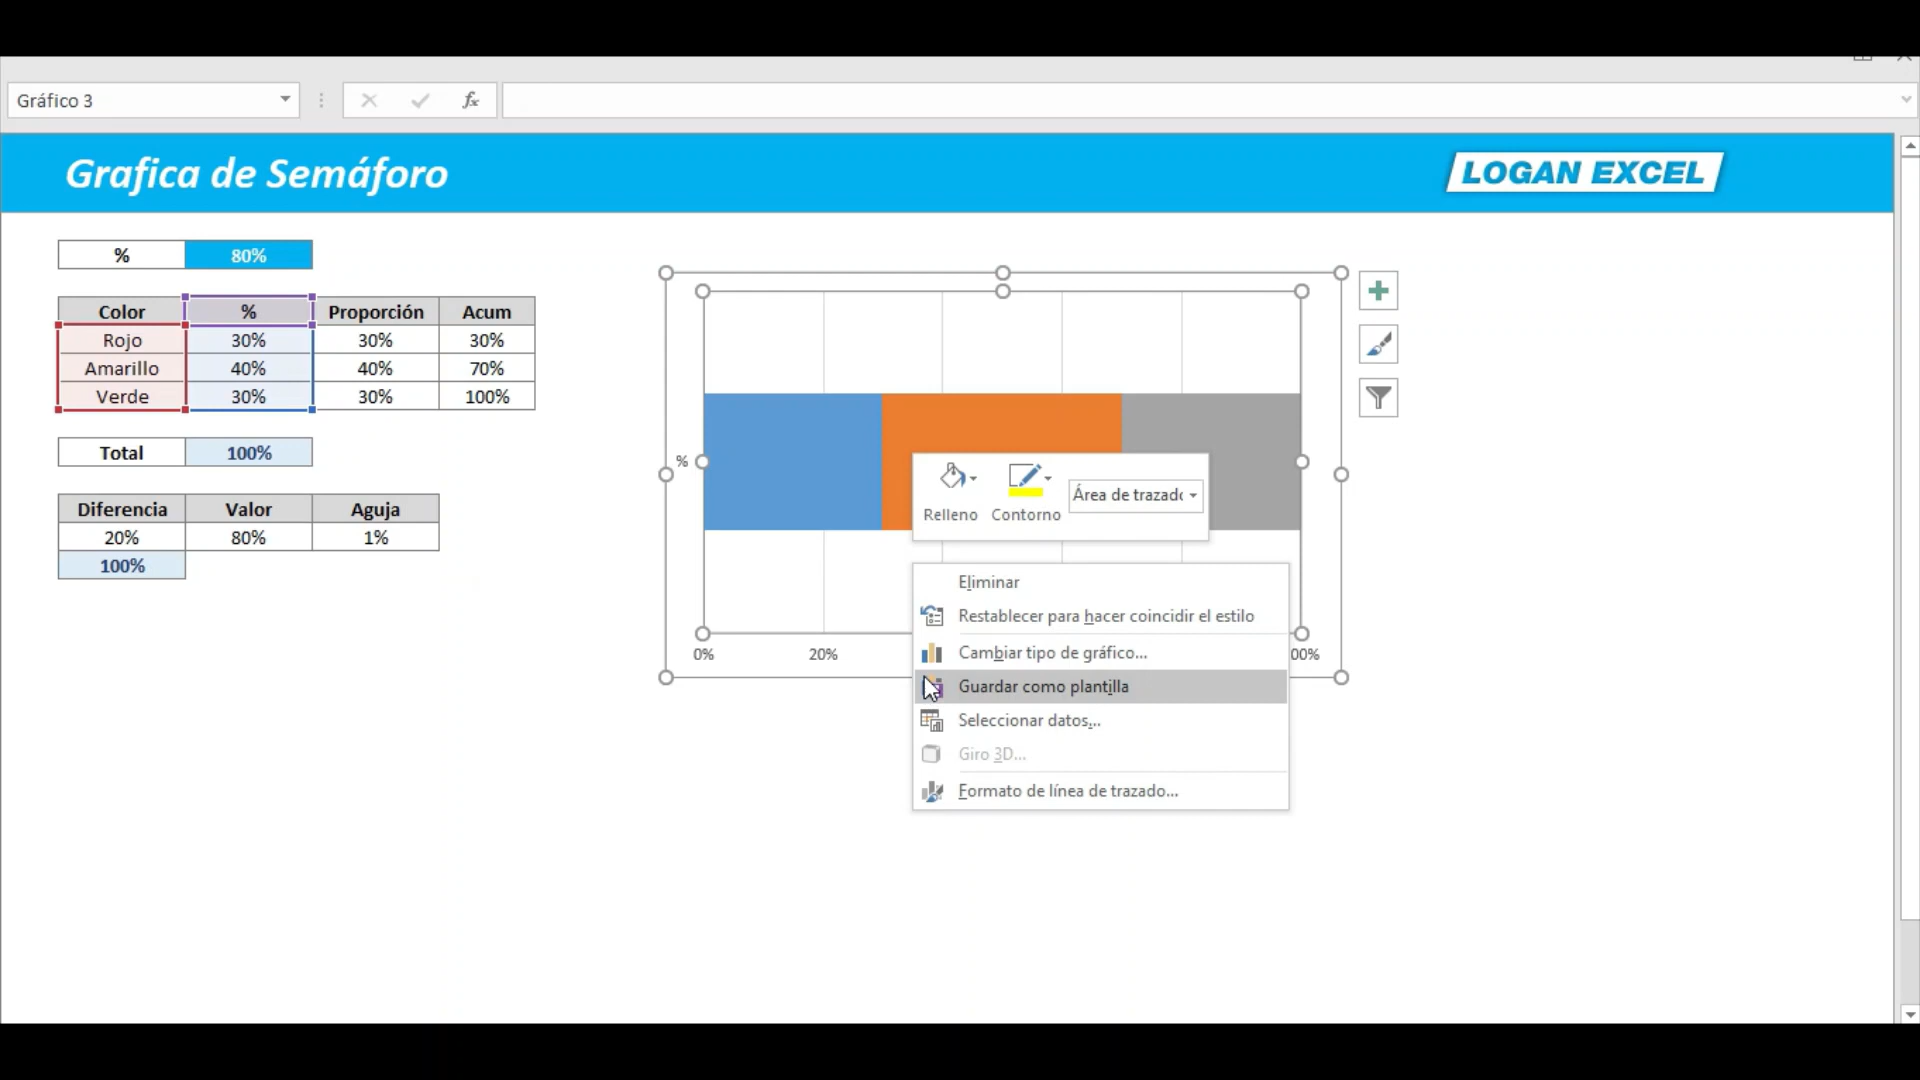 Gráfico 3
fx
Grafica de Semáforo
LOGAN EXCEL
% 80%
Color % Proporción Acum
Rojo 30% 30% 30%
Amarillo 40% 40% 70%
Verde 30% 30% 100%
Total 100%
Diferencia Valor Aguja
20% 80% 1%
100%
%
0% 20% 00%
Relleno Contorno Área de trazado
Eliminar
Restablecer para hacer coincidir el estilo
Cambiar tipo de gráfico...
Guardar como plantilla
Seleccionar datos...
Giro 3D...
Formato de línea de trazado...